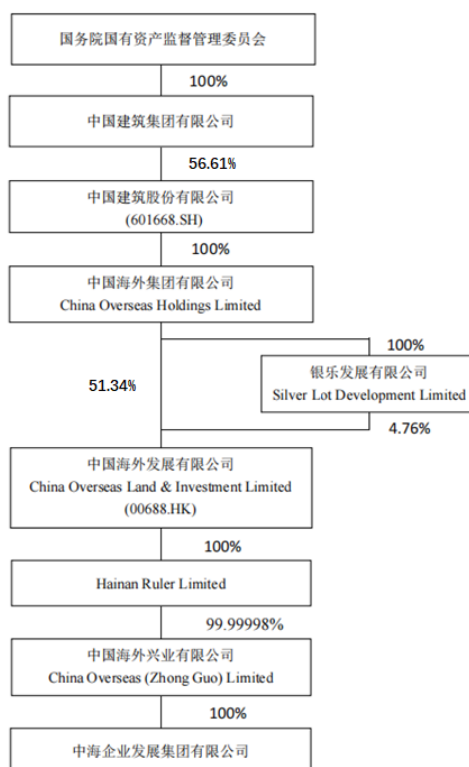 国务院国有资产监督管理委员会
100%
中国建筑集团有限公司
56.61%
中国建筑股份有限公司
(601668.SH)
100%
中国海外集团有限公司
China Overseas Holdings Limited
100%
银乐发展有限公司
Silver Lot Development Limited
51.34%
4.76%
中国海外发展有限公司
China Overseas Land & Investment Limited
(00688.HK)
100%
Hainan Ruler Limited
99.99998%
中国海外兴业有限公司
China Overseas (Zhong Guo) Limited
100%
中海企业发展集团有限公司